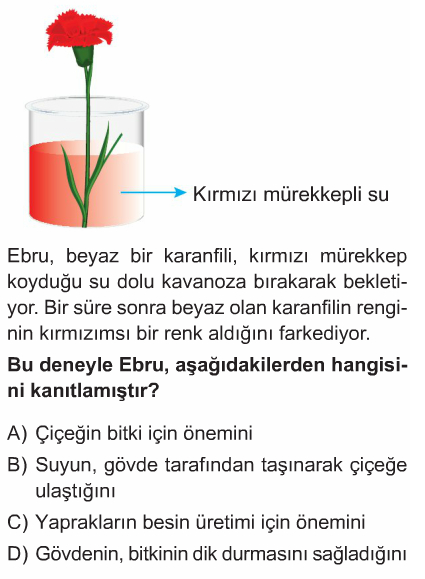 Kırmızı mürekkepli su
Ebru, beyaz bir karanfili, kırmızı mürekkep
koyduğu su dolu kavanoza bırakarak bekleti-
yor. Bir süre sonra beyaz olan karanfilin rengi-
nin kırmızımsı bir renk aldığını farkediyor.
Bu deneyle Ebru, aşağıdakilerden hangisi-
ni kanıtlamıştır?
A) Çiçeğin bitki için önemini
B) Suyun, gövde tarafından taşınarak çiçeğe
ulaştığını
C) Yaprakların besin üretimi için önemini
D) Gövdenin, bitkinin dik durmasını sağladığını